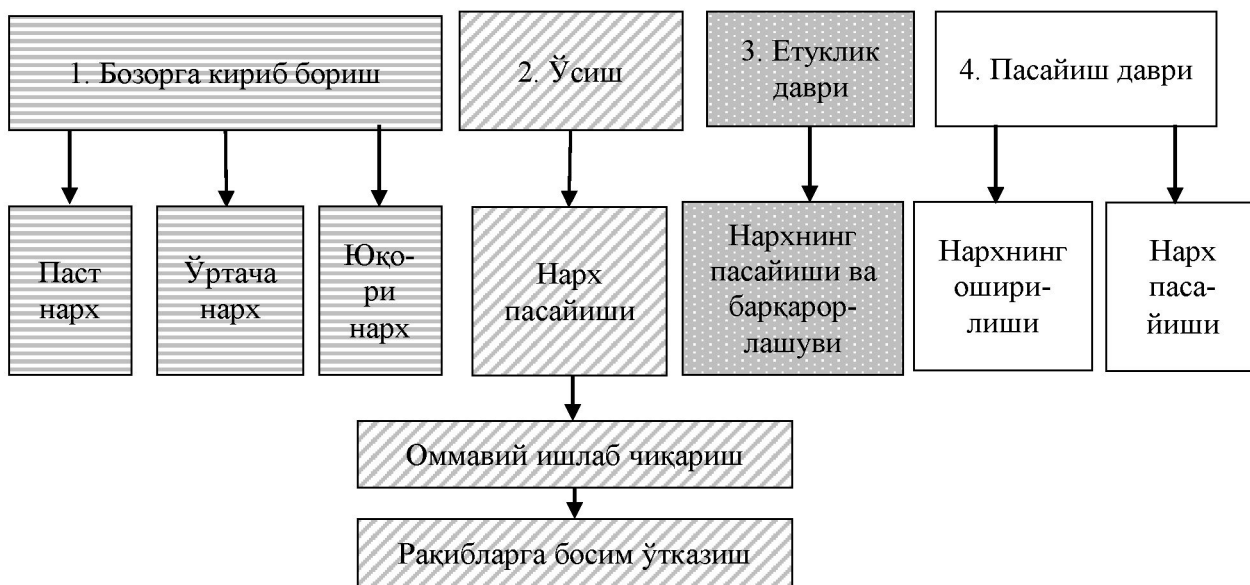 1. Бозорга кириб бориш
2. Ўсиш
3. Етуклик
даври
4. Пасайиш даври
Паст
нарх
Ўртача
нарх
Юқо-
ри
нарх
Нарх
пасайиши
Нархнинг
пасайиши ва
барқарор-
лашуви
Нархнинг
ошири-
лиши
Нарх
паса-
йиши
Оммавий ишлаб чиқариш
Рақибларга босим ўтказиш